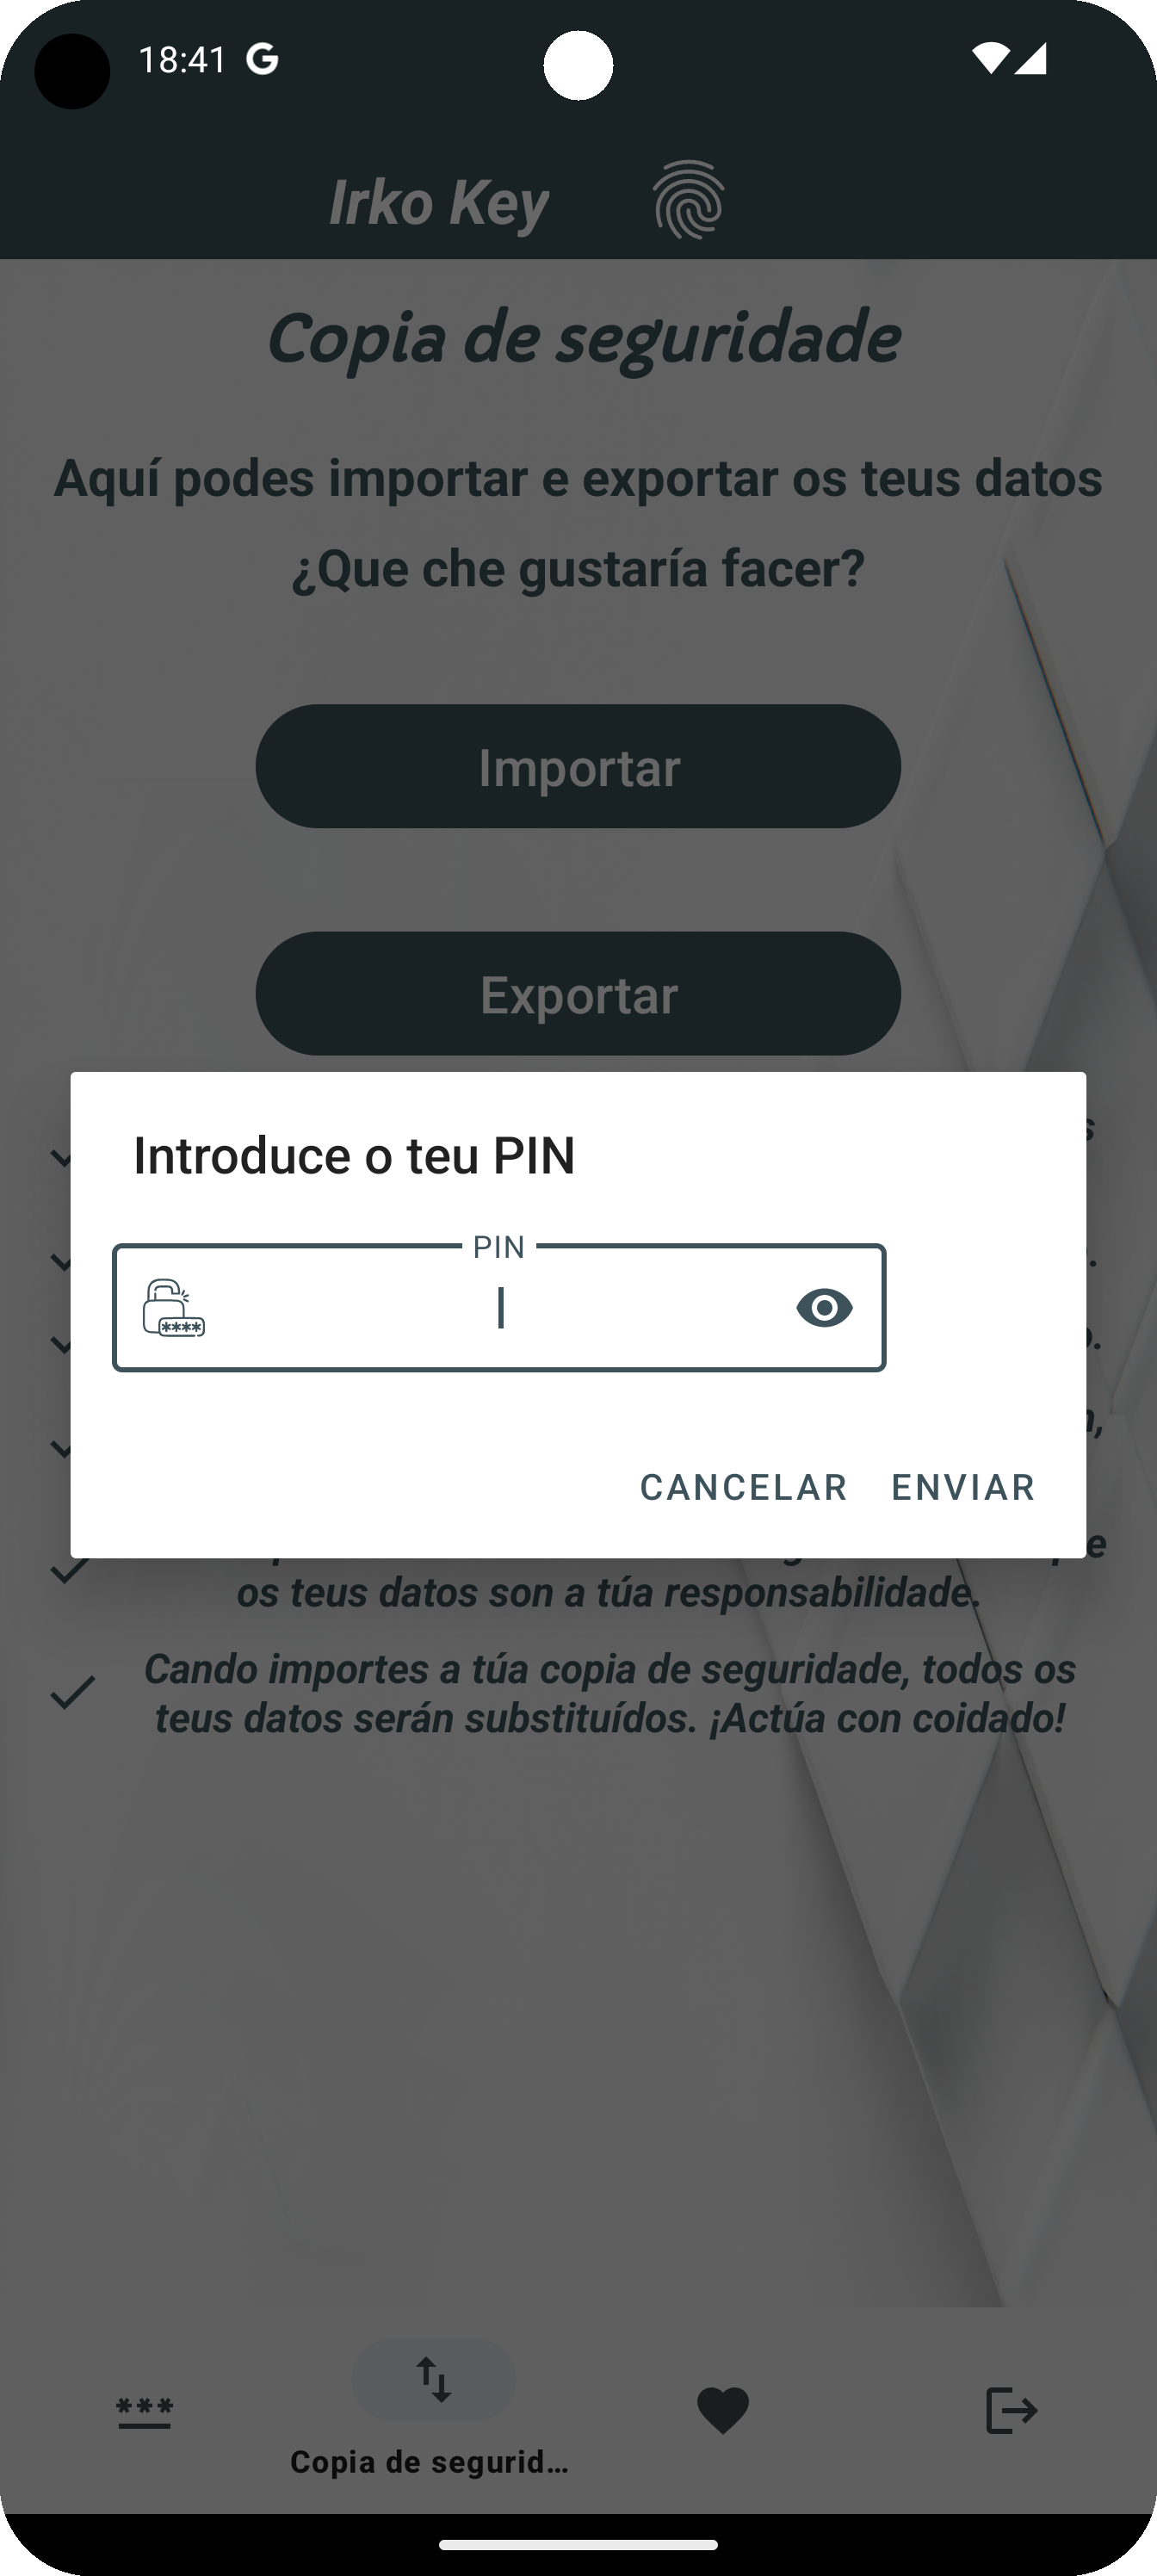 18:41
Irko Key
Copia de seguridade
Aquí podes importar e exportar os teus datos
¿Que che gustaría facer?
Importar
Exportar
Introduce o teu PIN
PIN
****
CANCELAR ENVIAR
os teus datos son a túa responsabilidade.
Cando importes a túa copia de seguridade, todos os
teus datos serán substituídos. ¡Actúa con coidado!
***
Copia de segurid...